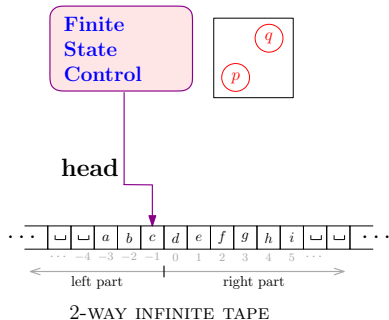 Finite
State
Control
q
p
head
··· ␣ ␣ a b c d e f g h i ␣ ␣ ···
··· −4 −3 −2 −1 0 1 2 3 4 5 ···
left part right part
2-WAY INFINITE TAPE